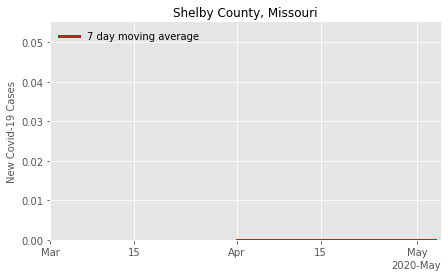 Shelby County, Missouri
7 day moving average
New Covid-19 Cases
0.05
0.04
0.03
0.02
0.01
0.00
Mar 15 Apr 15 May
2020-May